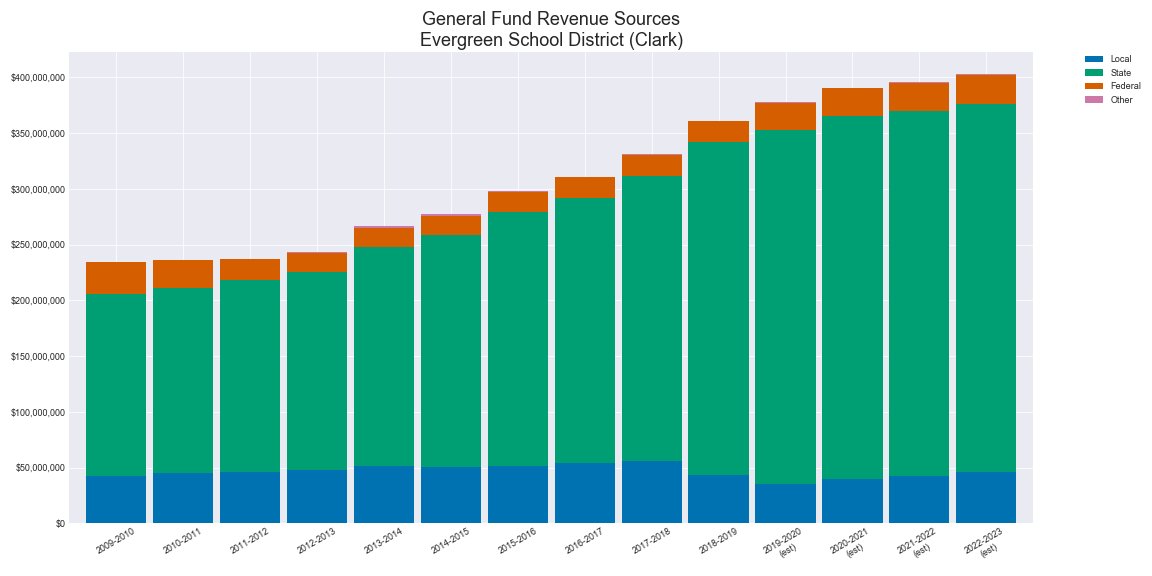 General Fund Revenue Sources
Evergreen School District (Clark)
Local
State
Federal
Other
$400,000,000
$350,000,000
$300,000,000
$250,000,000
$200,000,000
$150,000,000
$100,000,000
$50,000,000
$0
2009-2010
2010-2011
2011-2012
2012-2013
2013-2014
2014-2015
2015-2016
2016-2017
2017-2018
2018-2019
2019-2020
(est)
2020-2021
(est)
2021-2022
(est)
2022-2023
(est)